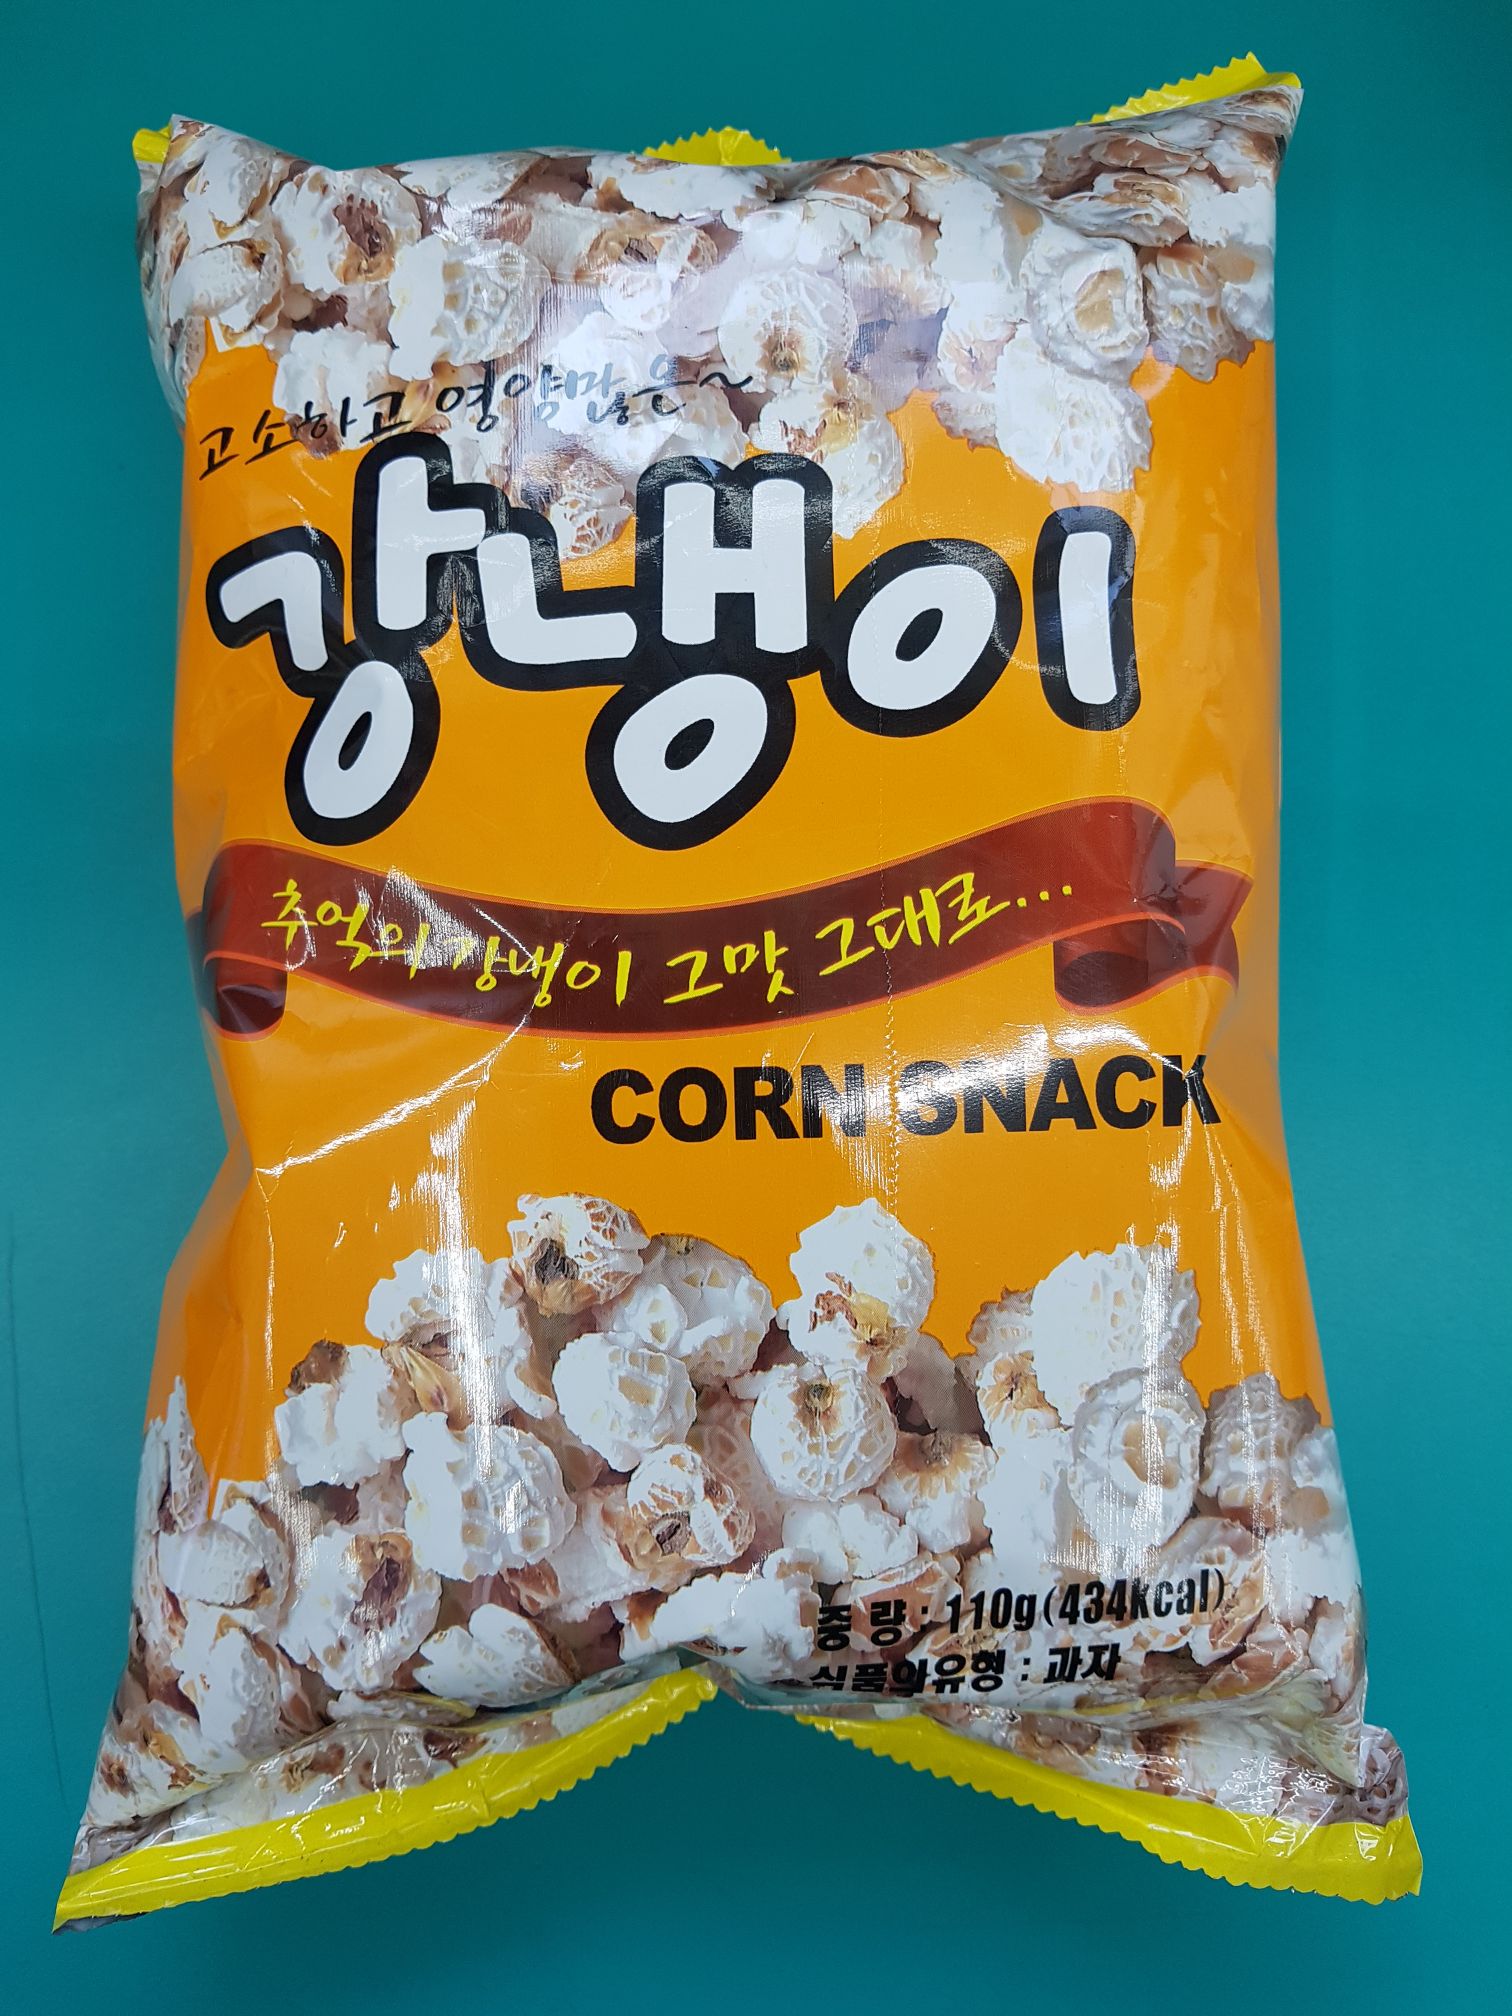 고소하고 영양많은~
강냉이
추억의 강냉이 그맛 그대로...
CORN SNACK
중 량 : 110g(434kcal)
식품의유형 : 과자